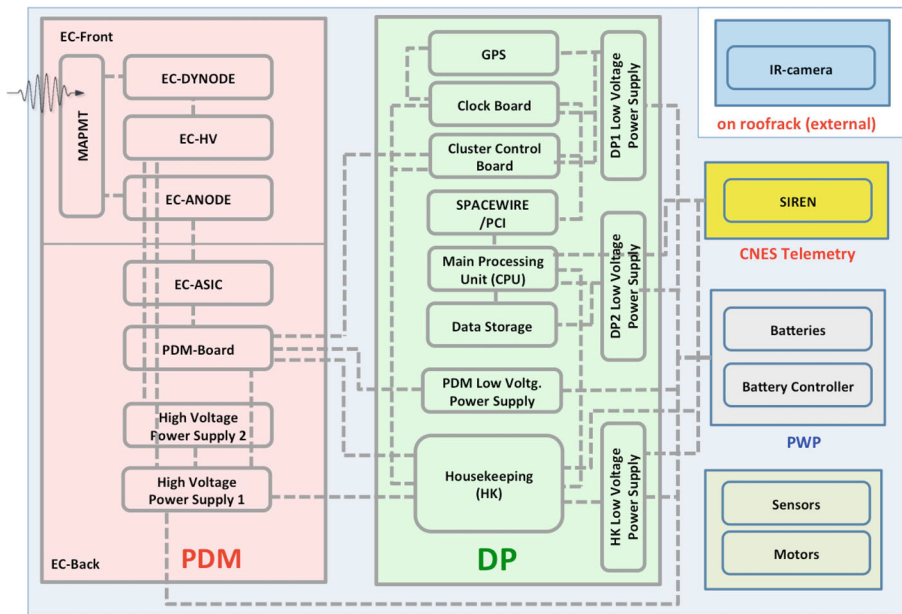 EC-Front
MAPMT
EC-DYNODE
EC-HV
EC-ANODE
EC-ASIC
PDM-Board
High Voltage
Power Supply 2
High Voltage
Power Supply 1
EC-Back
PDM
GPS
Clock Board
Cluster Control
Board
SPACEWIRE
/PCI
Main Processing
Unit (CPU)
Data Storage
PDM Low Voltg.
Power Supply
Housekeeping
(HK)
DP1 Low Voltage
Power Supply
DP2 Low Voltage
Power Supply
HK Low Voltage
Power Supply
DP
IR-camera
on roofrack (external)
SIREN
CNES Telemetry
Batteries
Battery Controller
PWP
Sensors
Motors